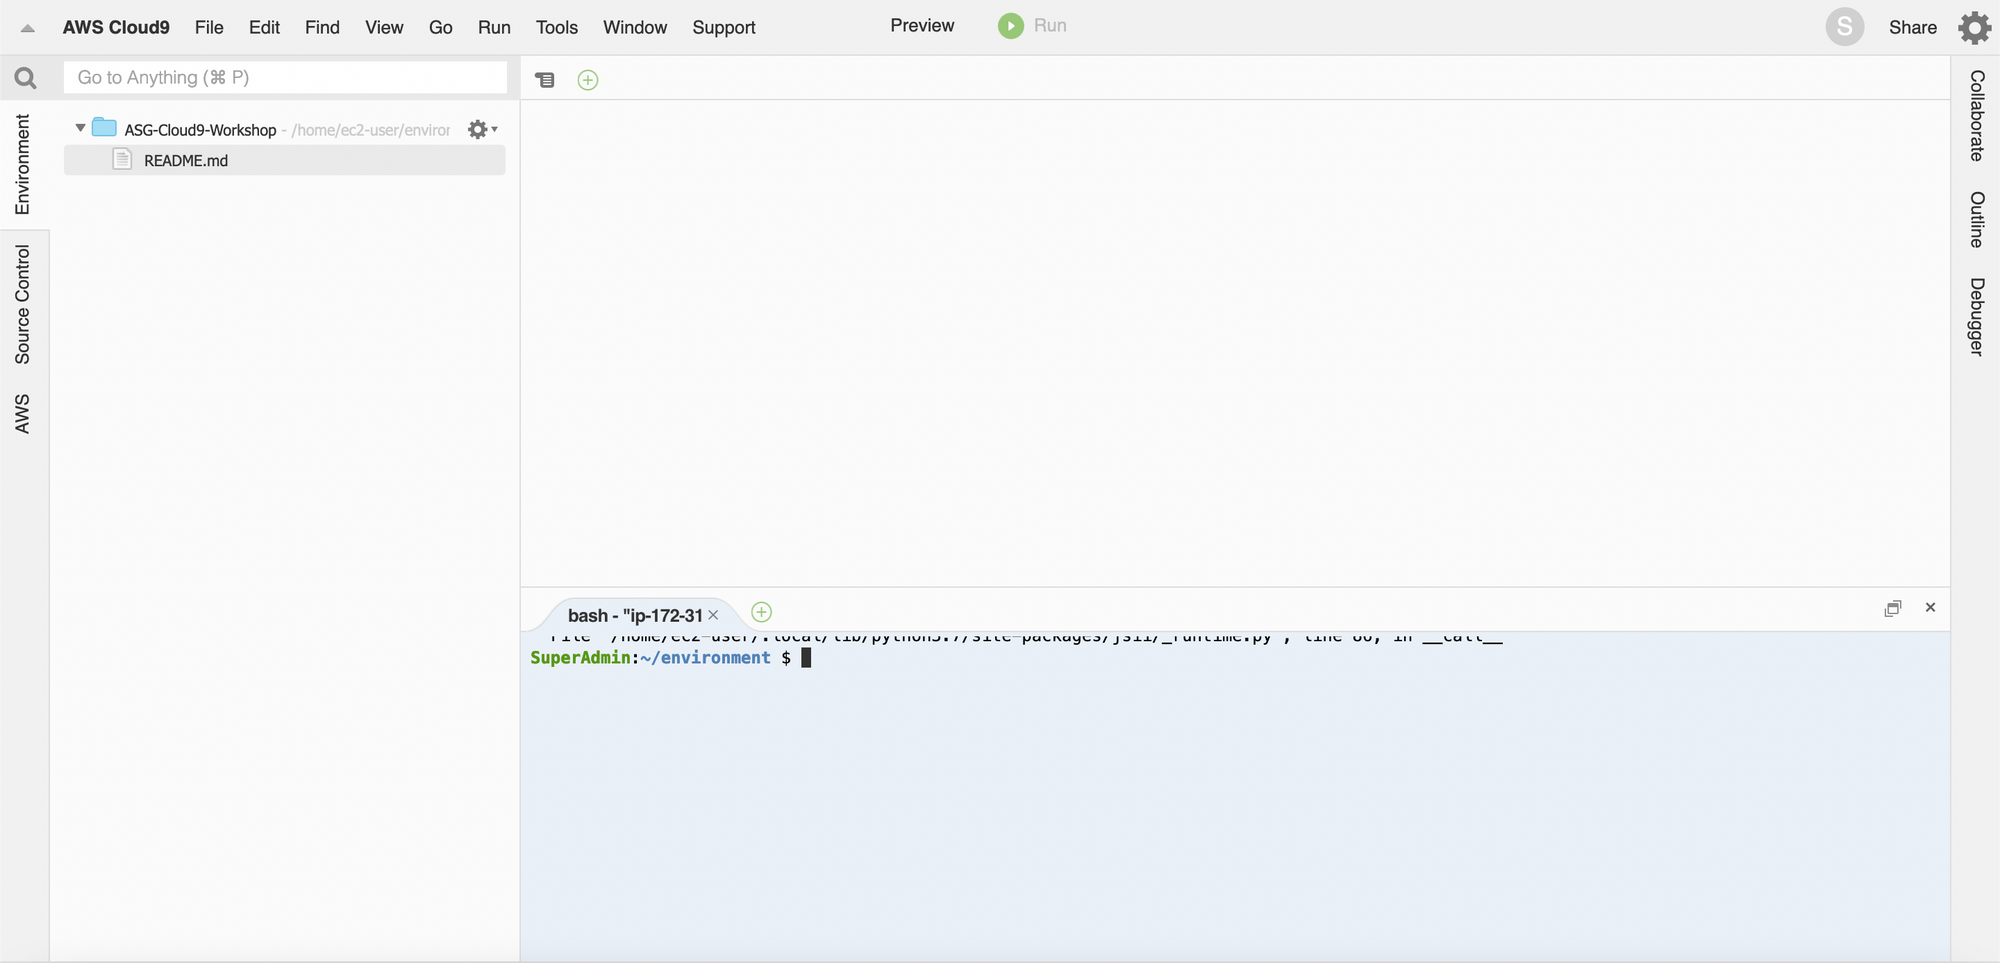 AWS Cloud9 File Edit Find View Go Run Tools Window Support Preview Run S Share
Go to Anything (⌘ P)
Environment
Source Control
AWS
ASG-Cloud9-Workshop - /home/ec2-user/enviror
README.md
bash - "ip-172-31
File "/home/ec2-user/.local/lib/python3.7/site-packages/jsii/_runtime.py", line 86, in __call__
SuperAdmin:~/environment $
Collaborate
Outline
Debugger